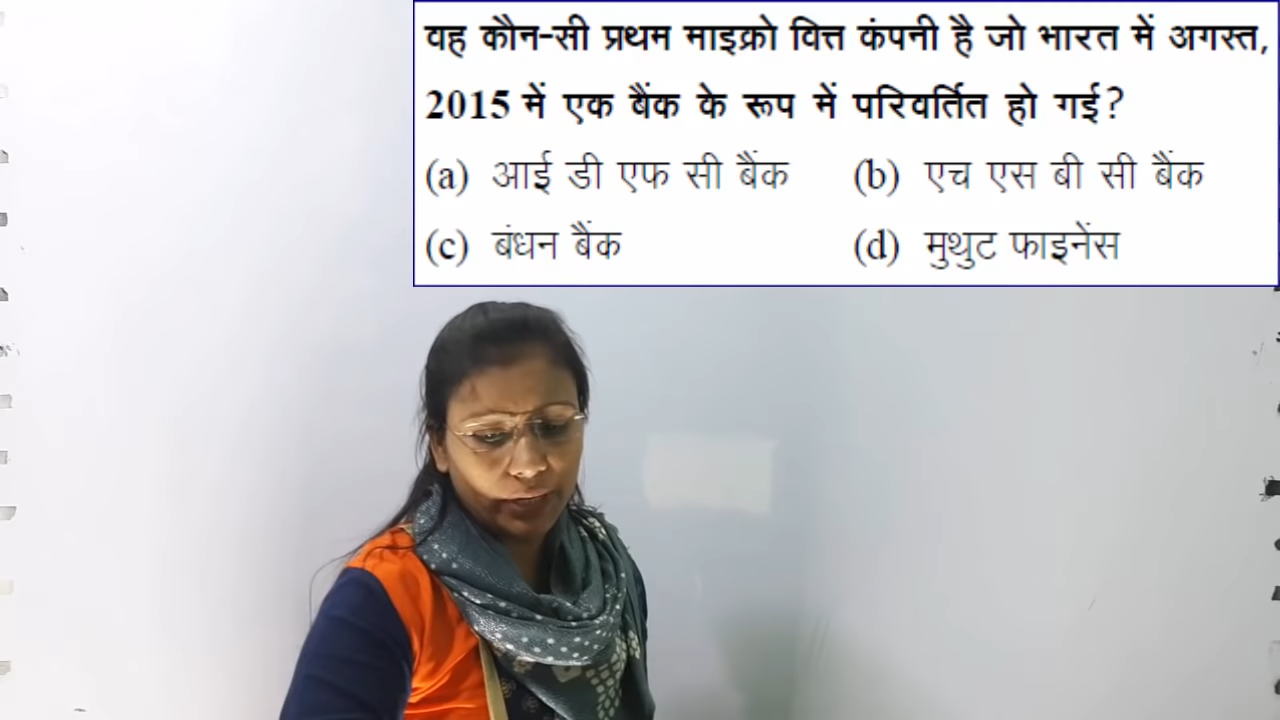 वह कौन-सी प्रथम माइक्रो वित्त कंपनी है जो भारत में अगस्त,
2015 में एक बैंक के रूप में परिवर्तित हो गई?
(a) आई डी एफ सी बैंक (b) एच एस बी सी बैंक
(c) बंधन बैंक (d) मुथुट फाइनेंस